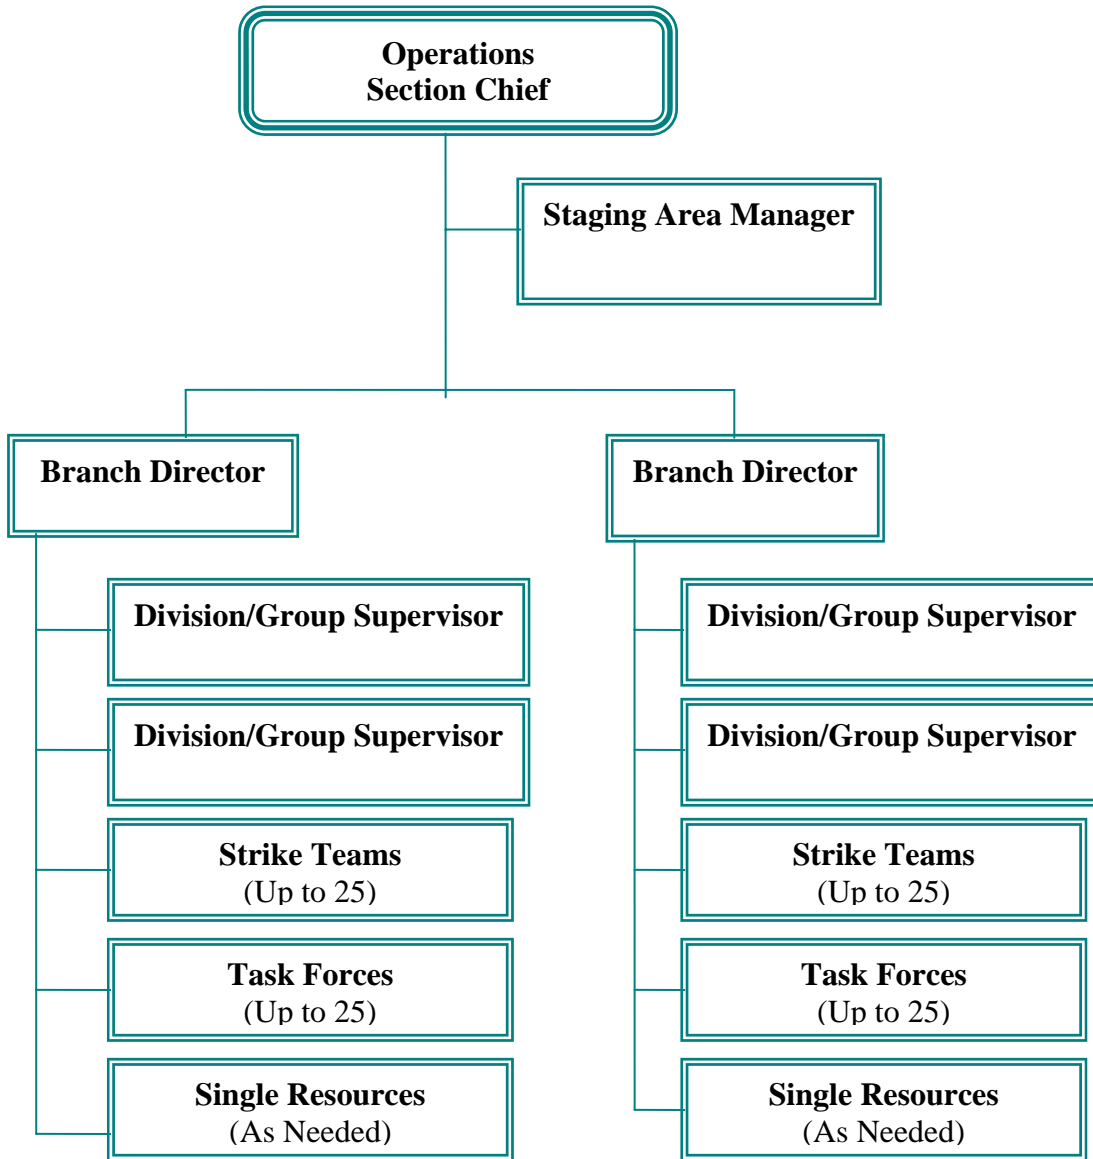 Operations
Section Chief
Staging Area Manager
Branch Director
Division/Group Supervisor
Division/Group Supervisor
Strike Teams
(Up to 25)
Task Forces
(Up to 25)
Single Resources
(As Needed)
Branch Director
Division/Group Supervisor
Division/Group Supervisor
Strike Teams
(Up to 25)
Task Forces
(Up to 25)
Single Resources
(As Needed)